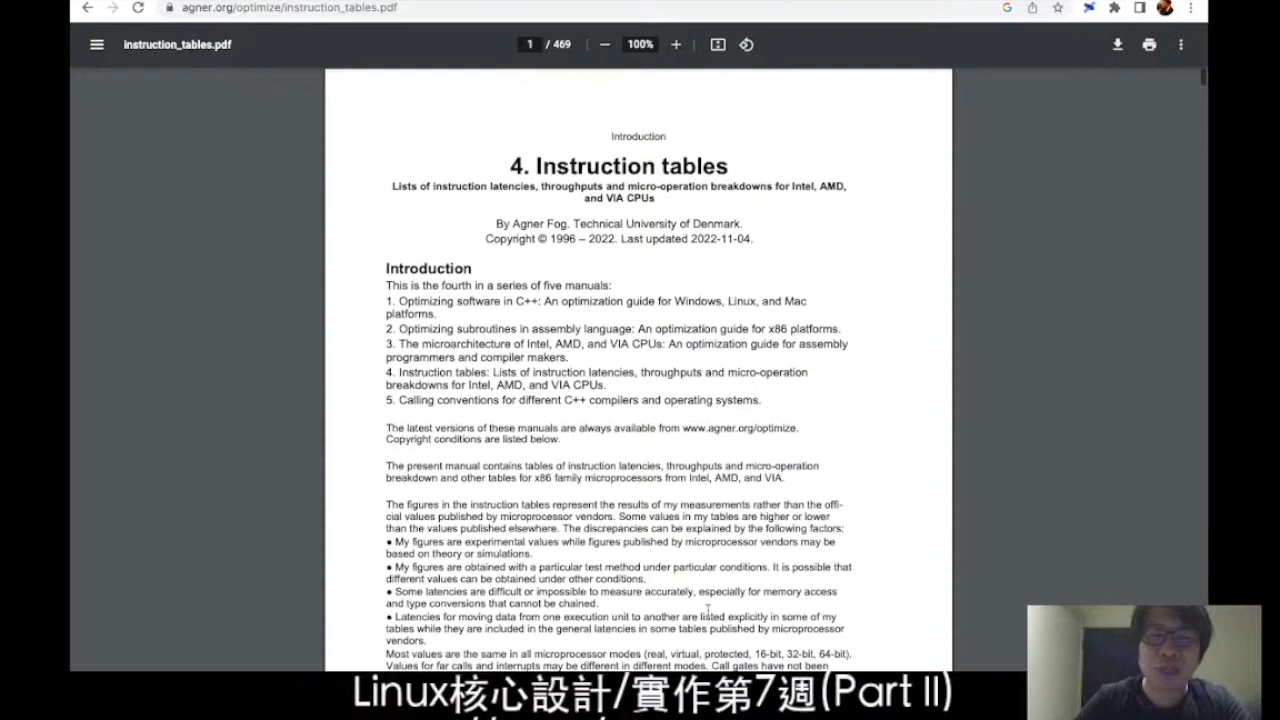 agner.org/optimize/instruction_tables.pdf
instruction_tables.pdf
1 / 469
100%
Introduction
4. Instruction tables
Lists of instruction latencies, throughputs and micro-operation breakdowns for Intel, AMD,
and VIA CPUs
By Agner Fog. Technical University of Denmark.
Copyright © 1996 – 2022. Last updated 2022-11-04.
Introduction
This is the fourth in a series of five manuals:
1. Optimizing software in C++: An optimization guide for Windows, Linux, and Mac
platforms.
2. Optimizing subroutines in assembly language: An optimization guide for x86 platforms.
3. The microarchitecture of Intel, AMD, and VIA CPUs: An optimization guide for assembly
programmers and compiler makers.
4. Instruction tables: Lists of instruction latencies, throughputs and micro-operation
breakdowns for Intel, AMD, and VIA CPUs.
5. Calling conventions for different C++ compilers and operating systems.
The latest versions of these manuals are always available from www.agner.org/optimize.
Copyright conditions are listed below.
The present manual contains tables of instruction latencies, throughputs and micro-operation
breakdown and other tables for x86 family microprocessors from Intel, AMD, and VIA.
The figures in the instruction tables represent the results of my measurements rather than the offi-
cial values published by microprocessor vendors. Some values in my tables are higher or lower
than the values published elsewhere. The discrepancies can be explained by the following factors:
● My figures are experimental values while figures published by microprocessor vendors may be
based on theory or simulations.
● My figures are obtained with a particular test method under particular conditions. It is possible that
different values can be obtained under other conditions.
● Some latencies are difficult or impossible to measure accurately, especially for memory access
and type conversions that cannot be chained.
● Latencies for moving data from one execution unit to another are listed explicitly in some of my
tables while they are included in the general latencies in some tables published by microprocessor
vendors.
Most values are the same in all microprocessor modes (real, virtual, protected, 16-bit, 32-bit, 64-bit).
Values for far calls and interrupts may be different in different modes. Call gates have not been
Linux核心設計/實作第7週(Part II)